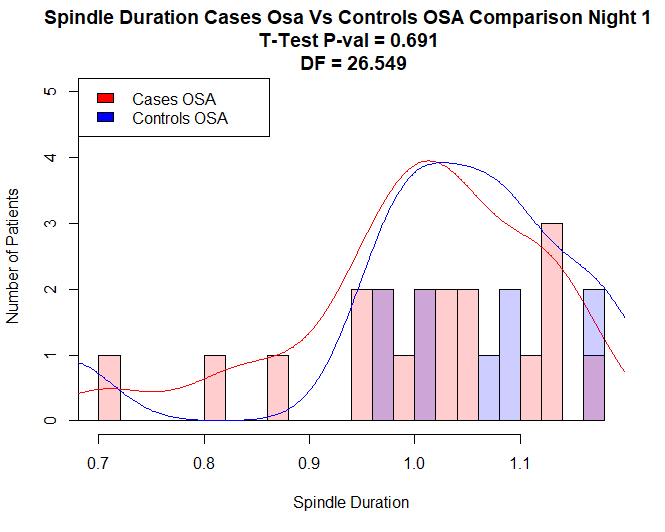 Spindle Duration Cases Osa Vs Controls OSA Comparison Night 1
T-Test P-val = 0.691
DF = 26.549
Cases OSA
Controls OSA
Number of Patients
5
4
3
2
1
0
0.7 0.8 0.9 1.0 1.1
Spindle Duration